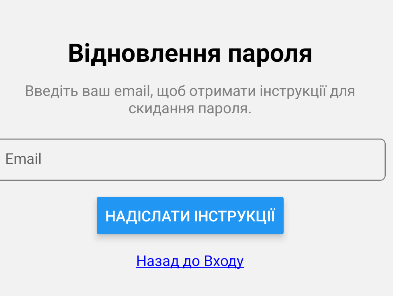 Відновлення пароля
Введіть ваш email, щоб отримати інструкції для
скидання пароля.
Email
НАДІСЛАТИ ІНСТРУКЦІЇ
Назад до Входу